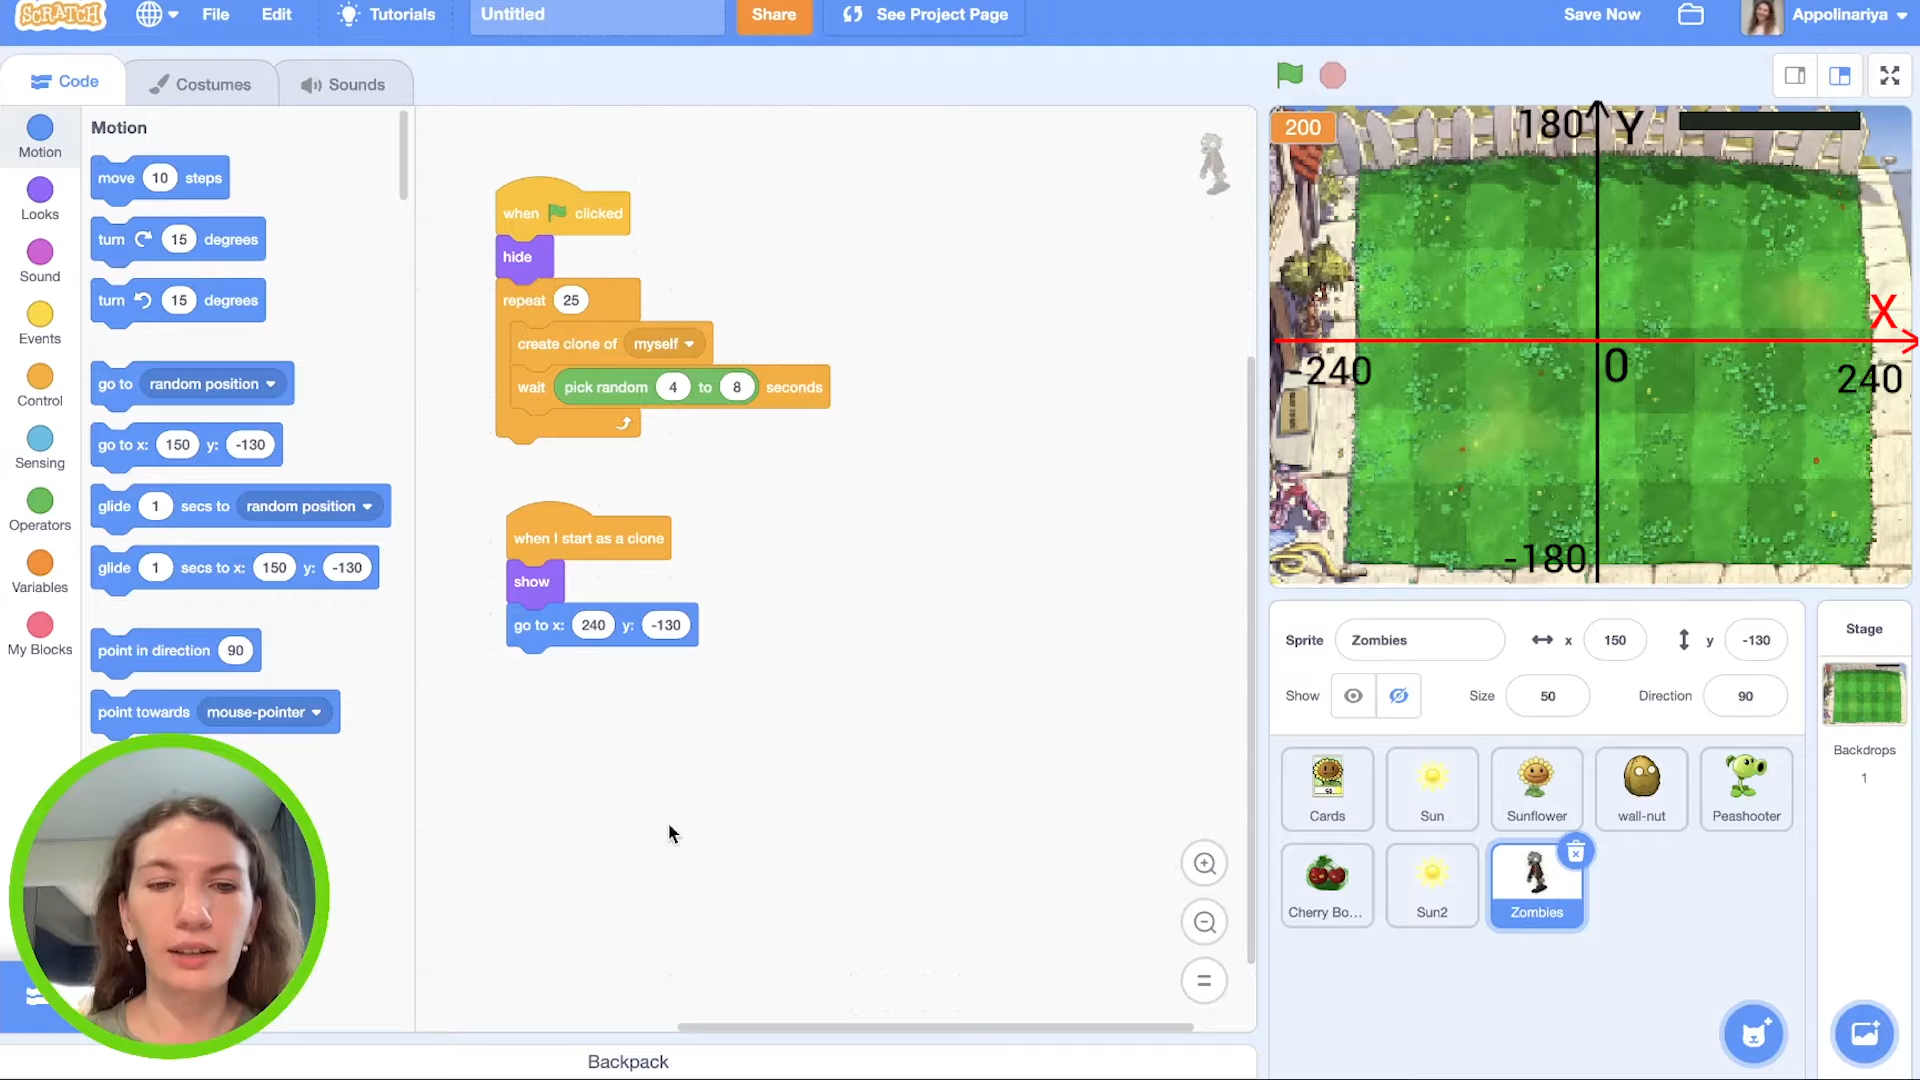 SCRATCH
File
Edit
Tutorials
Untitled
Share
See Project Page
Save Now
Appolinariya
Code
Costumes
Sounds
Motion
Looks
Sound
Events
Control
Sensing
Operators
Variables
My Blocks
Motion
move 10 steps
turn 15 degrees
turn 15 degrees
go to random position
go to x: 150 y: -130
glide 1 secs to random position
glide 1 secs to x: 150 y: -130
point in direction 90
point towards mouse-pointer
when clicked
hide
repeat 25
create clone of myself
wait pick random 4 to 8 seconds
when I start as a clone
show
go to x: 240 y: -130
Backpack
200
180 Y
X
-240 0 240
-180
Sprite Zombies x 150 y -130
Show Size 50 Direction 90
Cards
Sun
Sunflower
wall-nut
Peashooter
Cherry Bo...
Sun2
Zombies
Stage
Backdrops
1